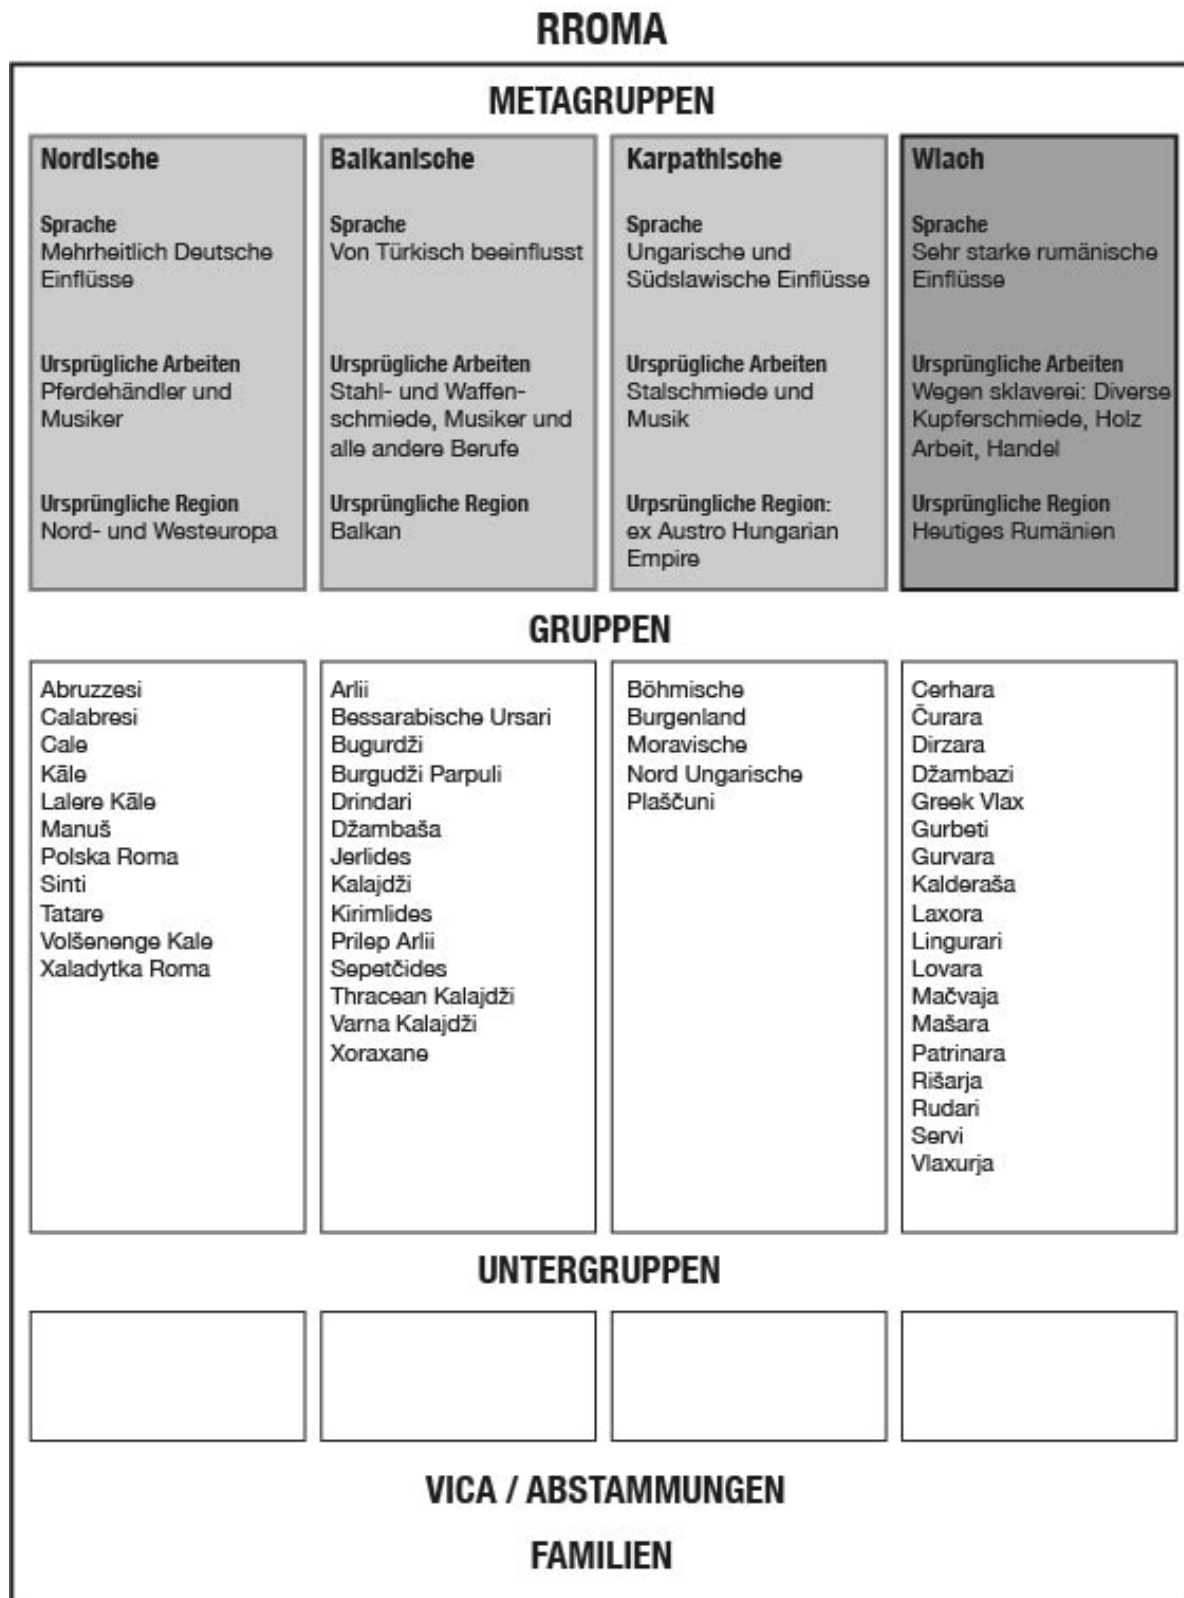 RROMA
METAGRUPPEN
Nordische
Sprache
Mehrheitlich Deutsche
Einflüsse
Ursprügliche Arbeiten
Pferdehändler und
Musiker
Ursprüngliche Region
Nord- und Westeuropa
Balkanische
Sprache
Von Türkisch beeinflusst
Ursprügliche Arbeiten
Stahl- und Waffen-
schmiede, Musiker und
alle andere Berufe
Ursprüngliche Region
Balkan
Karpathische
Sprache
Ungarische und
Südslawische Einflüsse
Ursprügliche Arbeiten
Stalschmiede und
Musik
Urpsrüngliche Region:
ex Austro Hungarian
Empire
Wlach
Sprache
Sehr starke rumänische
Einflüsse
Ursprüngliche Arbeiten
Wegen sklaverei: Diverse
Kupferschmiede, Holz
Arbeit, Handel
Ursprüngliche Region
Heutiges Rumänien
GRUPPEN
Abruzzesi
Calabresi
Cale
Kāle
Lalere Kāle
Manuš
Polska Roma
Sinti
Tatare
Volšenenge Kale
Xaladytka Roma
Arlii
Bessarabische Ursari
Bugurdži
Burgudži Parpuli
Drindari
Džambaša
Jerlides
Kalajdži
Kirimlides
Prilep Arlii
Sepetčides
Thracean Kalajdži
Varna Kalajdži
Xoraxane
Böhmische
Burgenland
Moravische
Nord Ungarische
Plaščuni
Cerhara
Čurara
Dirzara
Džambazi
Greek Vlax
Gurbeti
Gurvara
Kalderaša
Laxora
Lingurari
Lovara
Mačvaja
Mašara
Patrinara
Rišarja
Rudari
Servi
Vlaxurja
UNTERGRUPPEN
VICA / ABSTAMMUNGEN
FAMILIEN